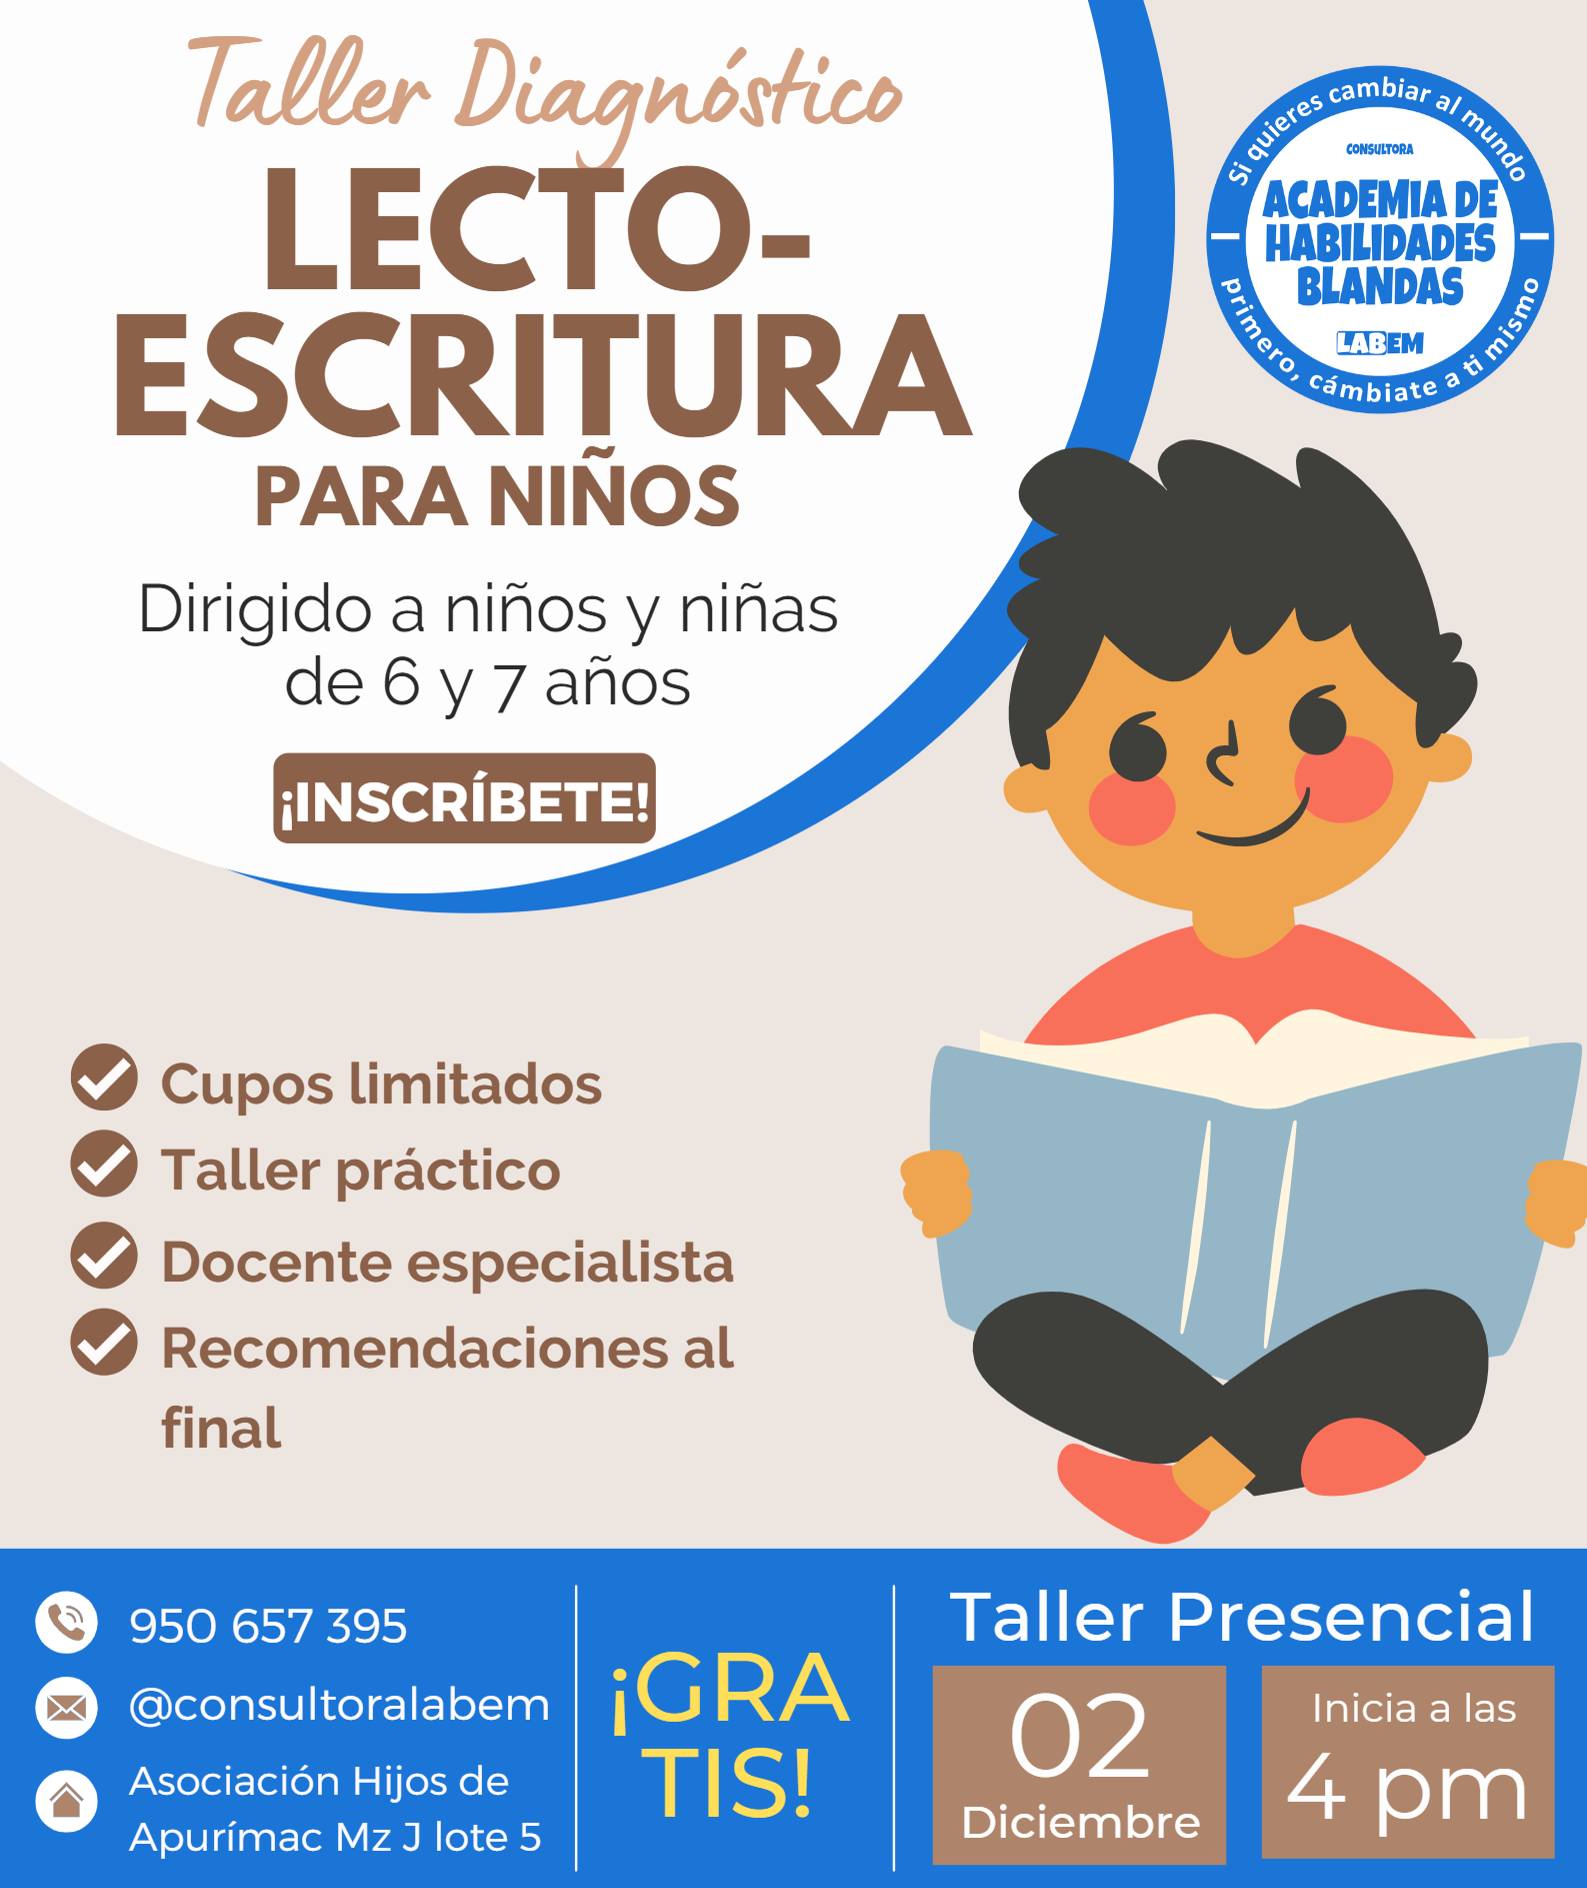 Taller Diagnóstico
LECTO-
ESCRITURA
PARA NIÑOS
Dirigido a niños y niñas
de 6 y 7 años
¡INSCRÍBETE!
Si quieres cambiar al mundo
CONSULTORA
ACADEMIA DE
HABILIDADES
BLANDAS
LABEM
primero, cámbiate a ti mismo
Cupos limitados
Taller práctico
Docente especialista
Recomendaciones al
final
950 657 395
@consultoralabem
Asociación Hijos de
Apurímac Mz J lote 5
¡GRA
TIS!
Taller Presencial
02
Diciembre
Inicia a las
4 pm